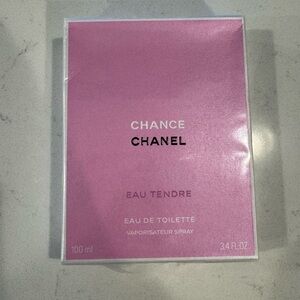 CHANCE
CHANEL
EAU TENDRE
EAU DE TOILETTE
VAPORISATEUR SPRAY
100 ml 3.4 FL.OZ.